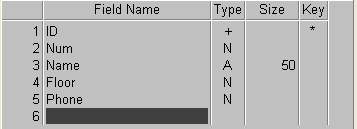 Field Name Type Size Key
1 ID + *
2 Num N
3 Name A 50
4 Floor N
5 Phone N
6